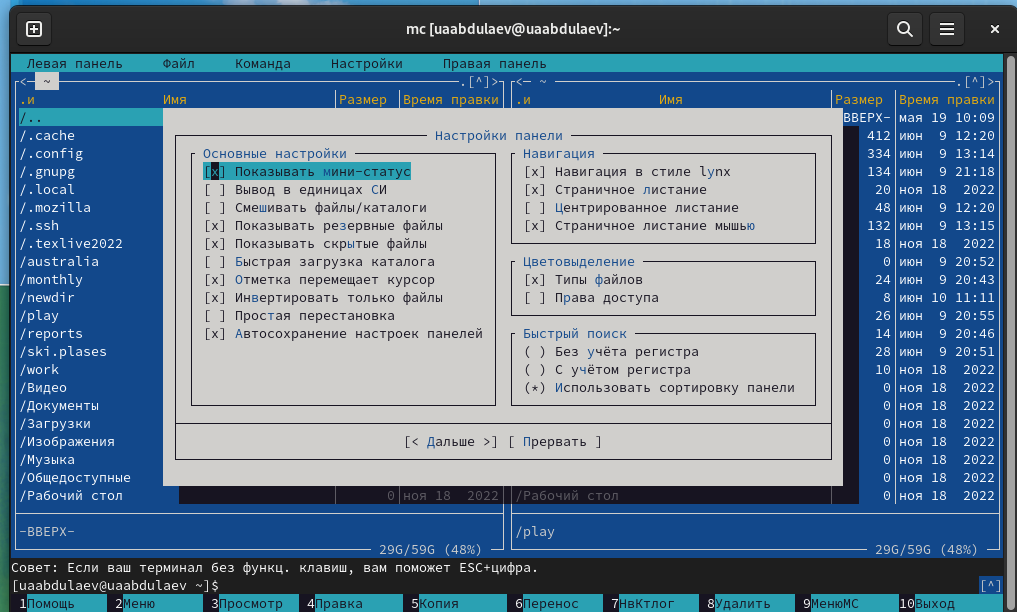 mc [uaabdulaev@uaabdulaev]:~
Левая панель Файл Команда Настройки Правая панель
<─ ~ .[^]> <─ ~ .[^]>
.и Имя Размер Время правки .и Имя Размер Время правки
/.. ВВЕРХ- мая 19 10:09
/.cache 412 июн 9 12:20
/.config 334 июн 9 13:14
/.gnupg 134 июн 9 21:18
/.local 20 ноя 18 2022
/.mozilla 48 июн 9 12:20
/.ssh 132 июн 9 13:15
/.texlive2022 18 ноя 18 2022
/australia 0 июн 9 20:52
/monthly 24 июн 9 20:43
/newdir 8 июн 10 11:11
/play 26 июн 9 20:55
/reports 14 июн 9 20:46
/ski.plases 28 июн 9 20:51
/work 10 ноя 18 2022
/Видео 0 ноя 18 2022
/Документы 0 ноя 18 2022
/Загрузки 0 ноя 18 2022
/Изображения 0 ноя 18 2022
/Музыка 0 ноя 18 2022
/Общедоступные 0 ноя 18 2022
/Рабочий стол 0 ноя 18 2022 /Рабочий стол 0 ноя 18 2022
Настройки панели
Основные настройки
[x] Показывать мини-статус
[ ] Вывод в единицах СИ
[ ] Смешивать файлы/каталоги
[x] Показывать резервные файлы
[x] Показывать скрытые файлы
[ ] Быстрая загрузка каталога
[x] Отметка перемещает курсор
[x] Инвертировать только файлы
[ ] Простая перестановка
[x] Автосохранение настроек панелей
Навигация
[x] Навигация в стиле lynx
[x] Страничное листание
[ ] Центрированное листание
[x] Страничное листание мышью
Цветовыделение
[x] Типы файлов
[ ] Права доступа
Быстрый поиск
( ) Без учёта регистра
( ) С учётом регистра
(*) Использовать сортировку панели
[< Дальше >] [ Прервать ]
-ВВЕРХ- /play
29G/59G (48%) 29G/59G (48%)
Совет: Если ваш терминал без функц. клавиш, вам поможет ESC+цифра.
[uaabdulaev@uaabdulaev ~]$ [^]
1Помощь 2Меню 3Просмотр 4Правка 5Копия 6Перенос 7НвКтлог 8Удалить 9МенюМС 10Выход